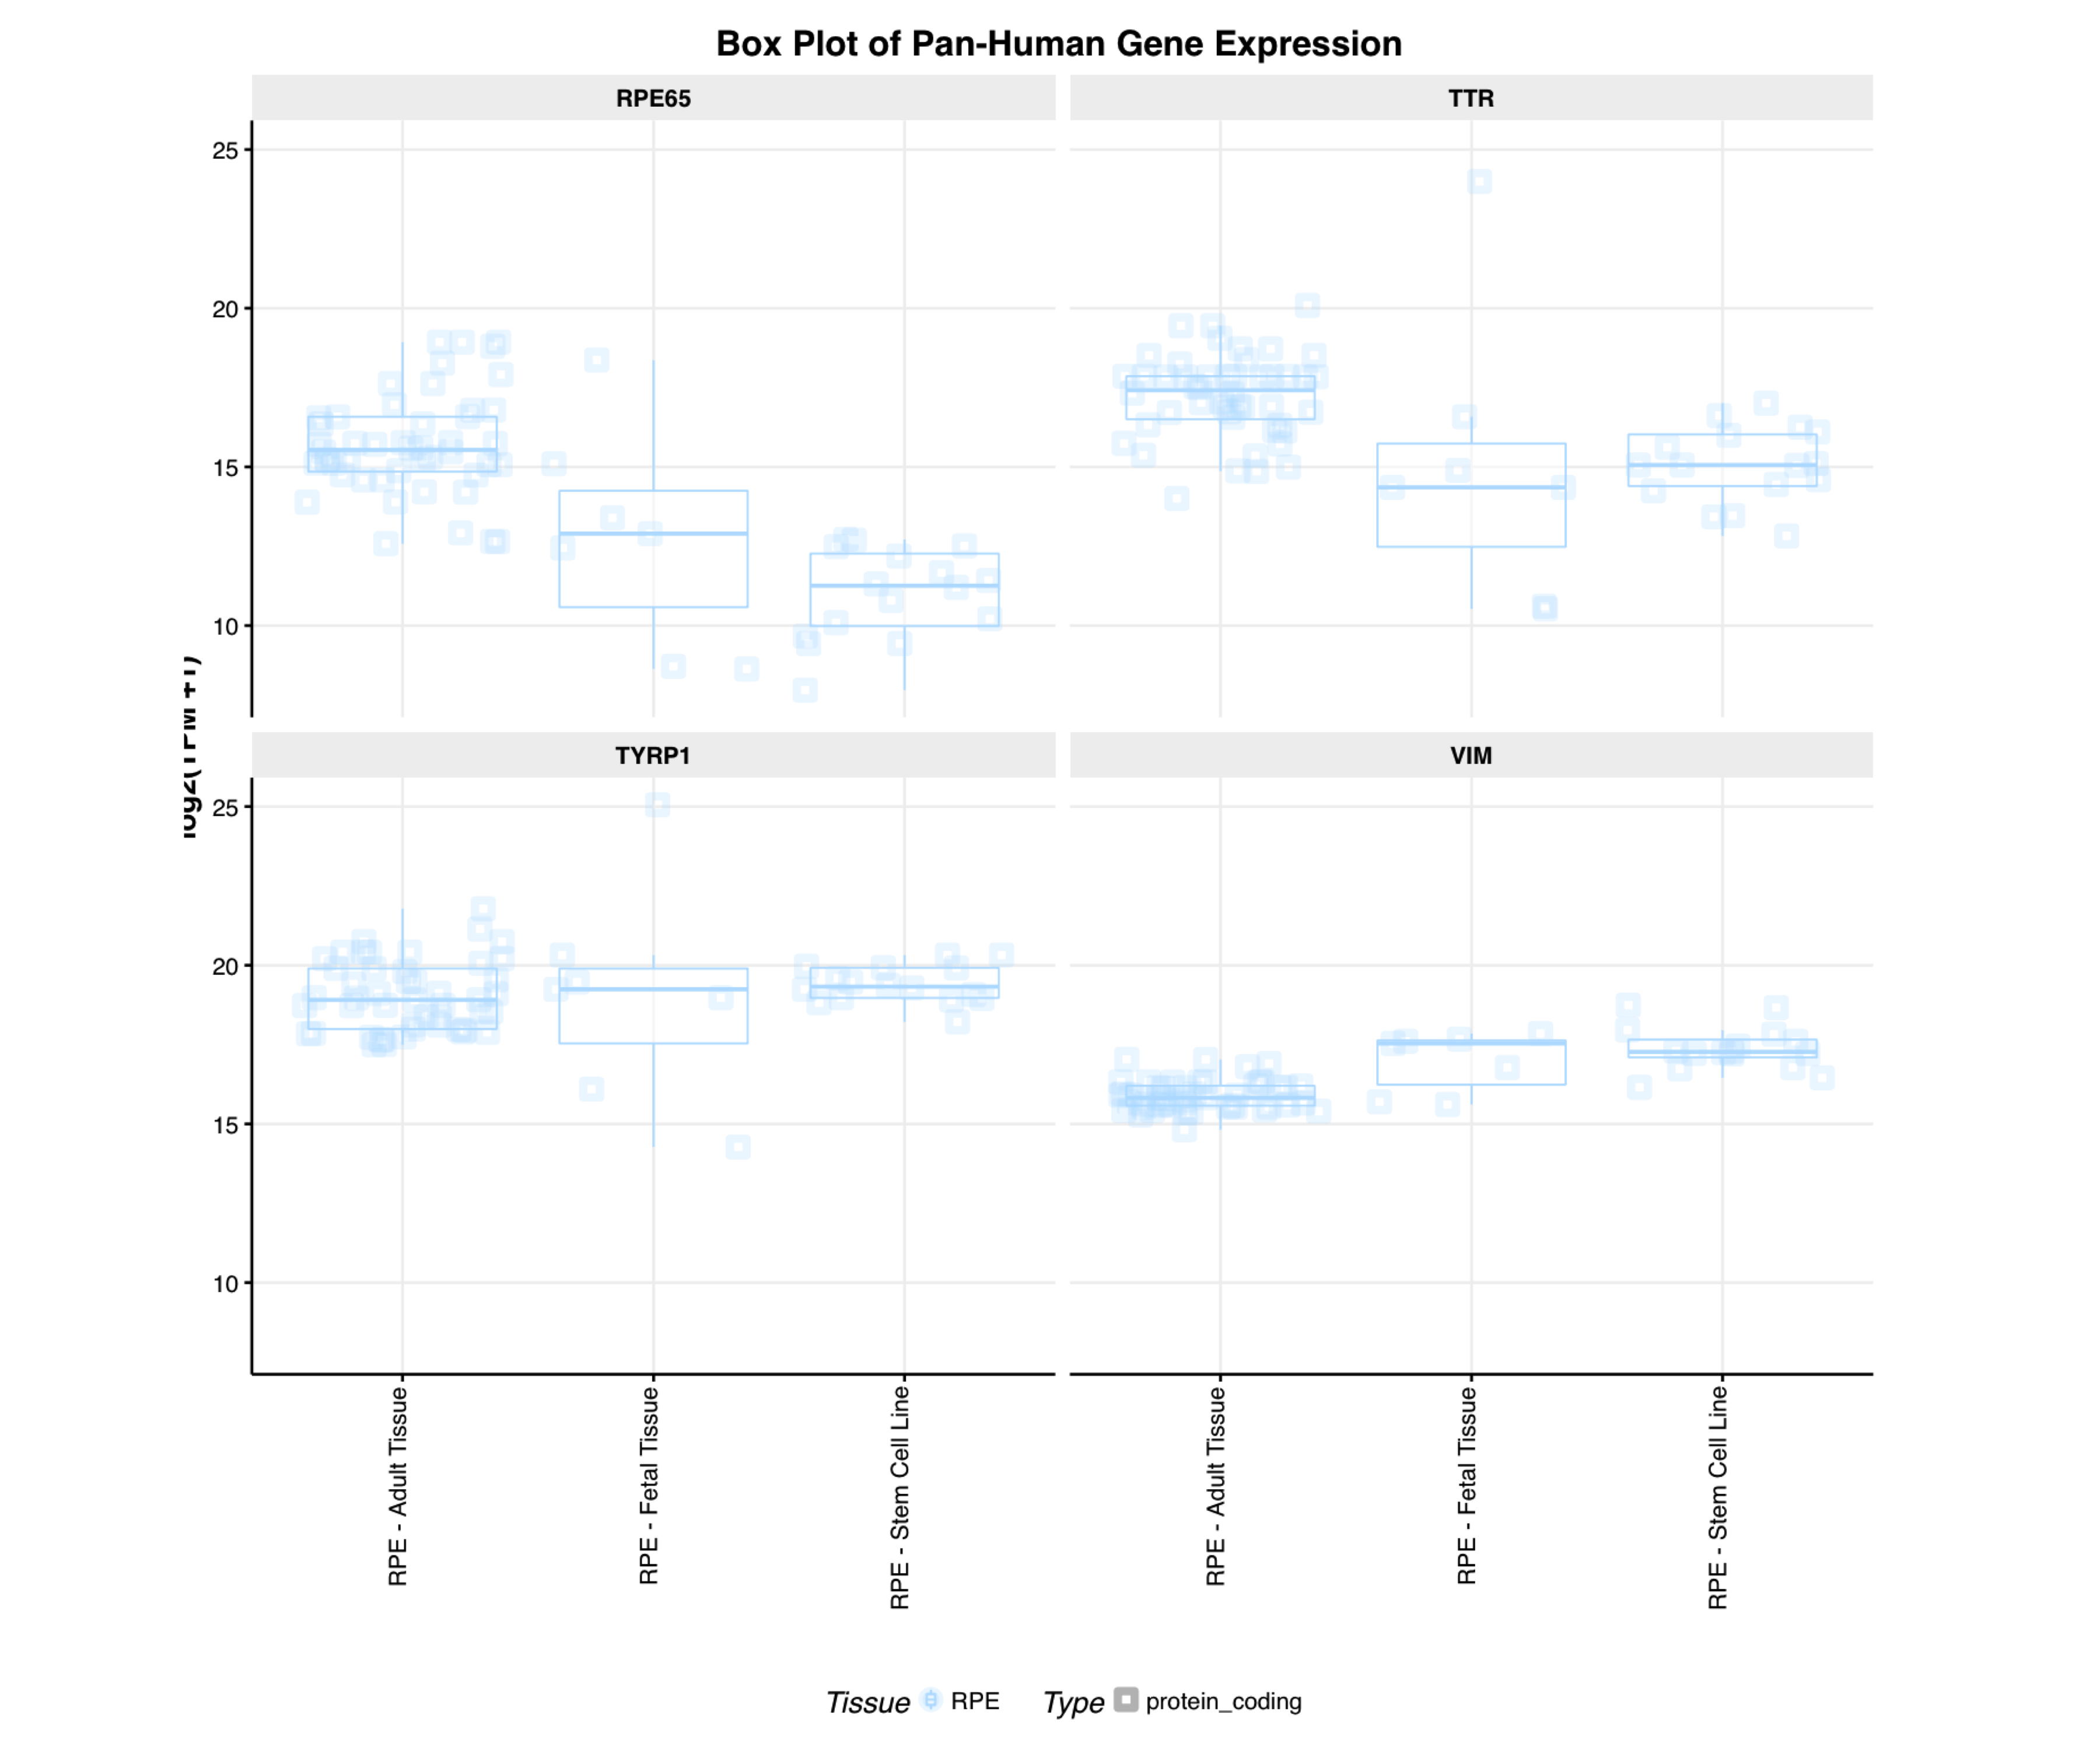 Box Plot of Pan-Human Gene Expression
RPE65
TTR
25
20
15
10
TYRP1
VIM
25
20
15
10
RPE - Adult Tissue
RPE - Fetal Tissue
RPE - Stem Cell Line
RPE - Adult Tissue
RPE - Fetal Tissue
RPE - Stem Cell Line
Tissue RPE Type protein_coding